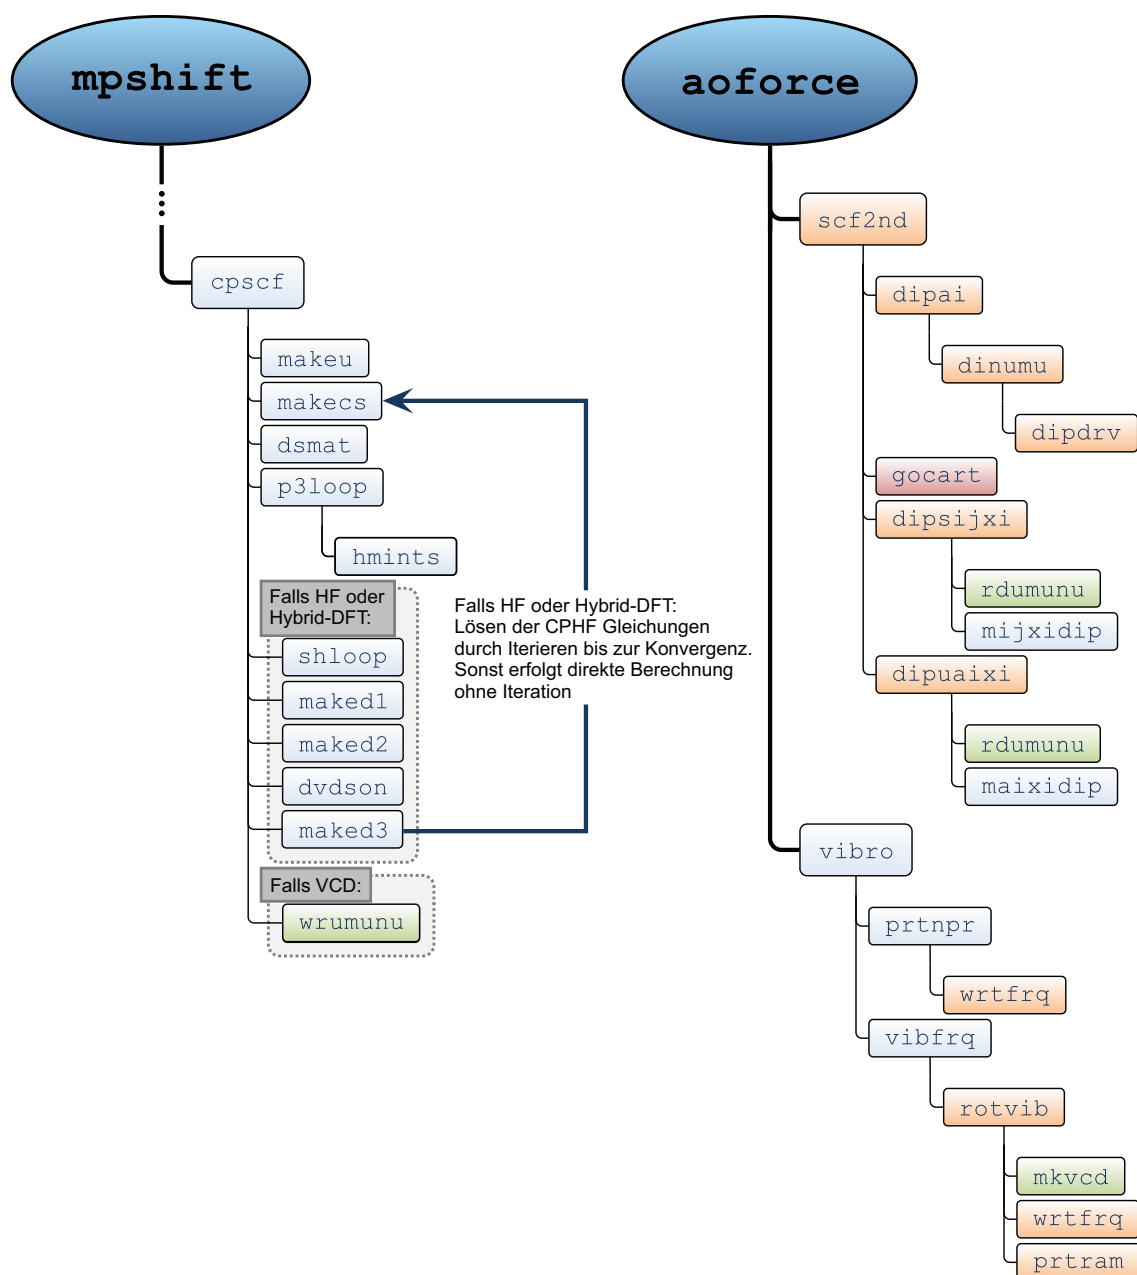 mpshift
cpscf
makeu
makecs
dsmat
p3loop
hmints
Falls HF oder
Hybrid-DFT:
shloop
maked1
maked2
dvdson
maked3
Falls VCD:
wrumunu
Falls HF oder Hybrid-DFT:
Lösen der CPHF Gleichungen
durch Iterieren bis zur Konvergenz.
Sonst erfolgt direkte Berechnung
ohne Iteration
aoforce
scf2nd
dipai
dinumu
dipdrv
gocart
dipsijxi
rdumunu
mijxidip
dipuaixi
rdumunu
maixidip
vibro
prtnpr
wrtfrq
vibfrq
rotvib
mkvcd
wrtfrq
prtram